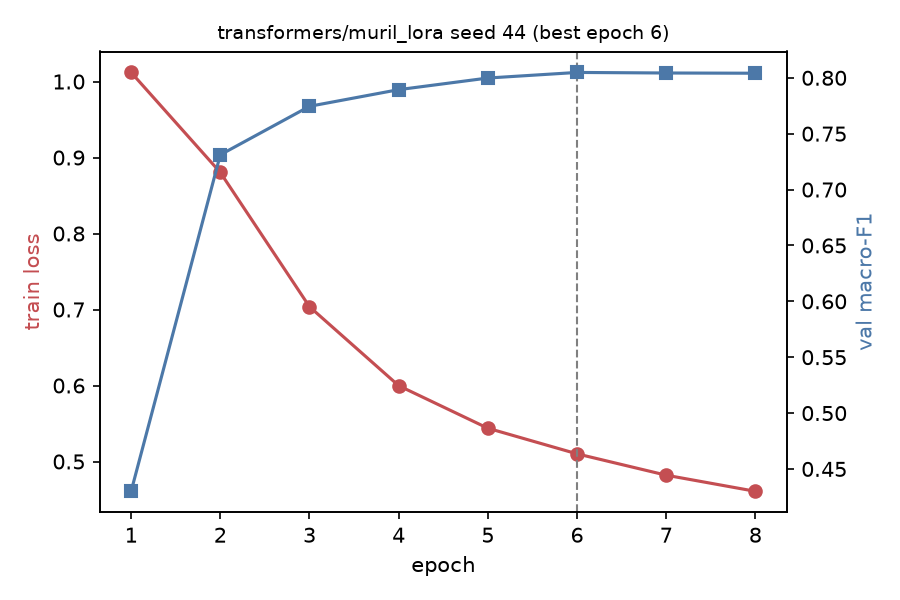 transformers/muril_lora seed 44 (best epoch 6)
1.0
0.9
0.8
0.7
0.6
0.5
train loss
0.80
0.75
0.70
0.65
0.60
0.55
0.50
0.45
val macro-F1
1 2 3 4 5 6 7 8
epoch